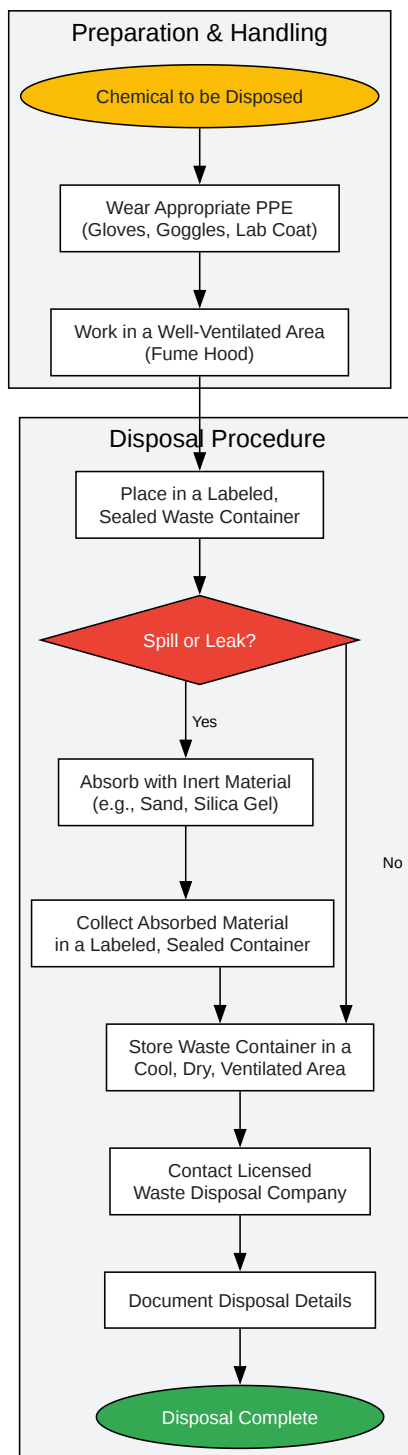 Preparation & Handling
Chemical to be Disposed
Wear Appropriate PPE
(Gloves, Goggles, Lab Coat)
Work in a Well-Ventilated Area
(Fume Hood)
Disposal Procedure
Place in a Labeled,
Sealed Waste Container
Spill or Leak?
Yes
Absorb with Inert Material
(e.g., Sand, Silica Gel)
No
Collect Absorbed Material
in a Labeled, Sealed Container
Store Waste Container in a
Cool, Dry, Ventilated Area
Contact Licensed
Waste Disposal Company
Document Disposal Details
Disposal Complete